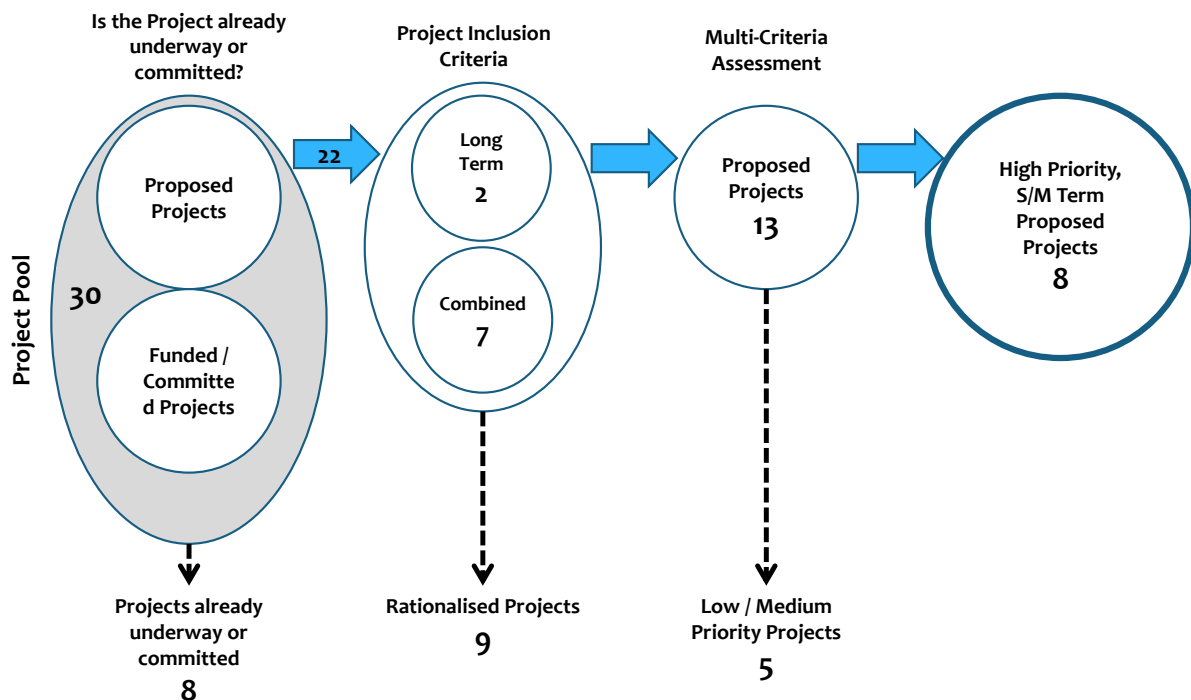 Is the Project already
underway or
committed?
Project Inclusion
Criteria
Multi-Criteria
Assessment
Project Pool
30
Proposed
Projects
Funded /
Committe
d Projects
22
Long
Term
2
Combined
7
Proposed
Projects
13
High Priority,
S/M Term
Proposed
Projects
8
Projects already
underway or
committed
8
Rationalised Projects
9
Low / Medium
Priority Projects
5